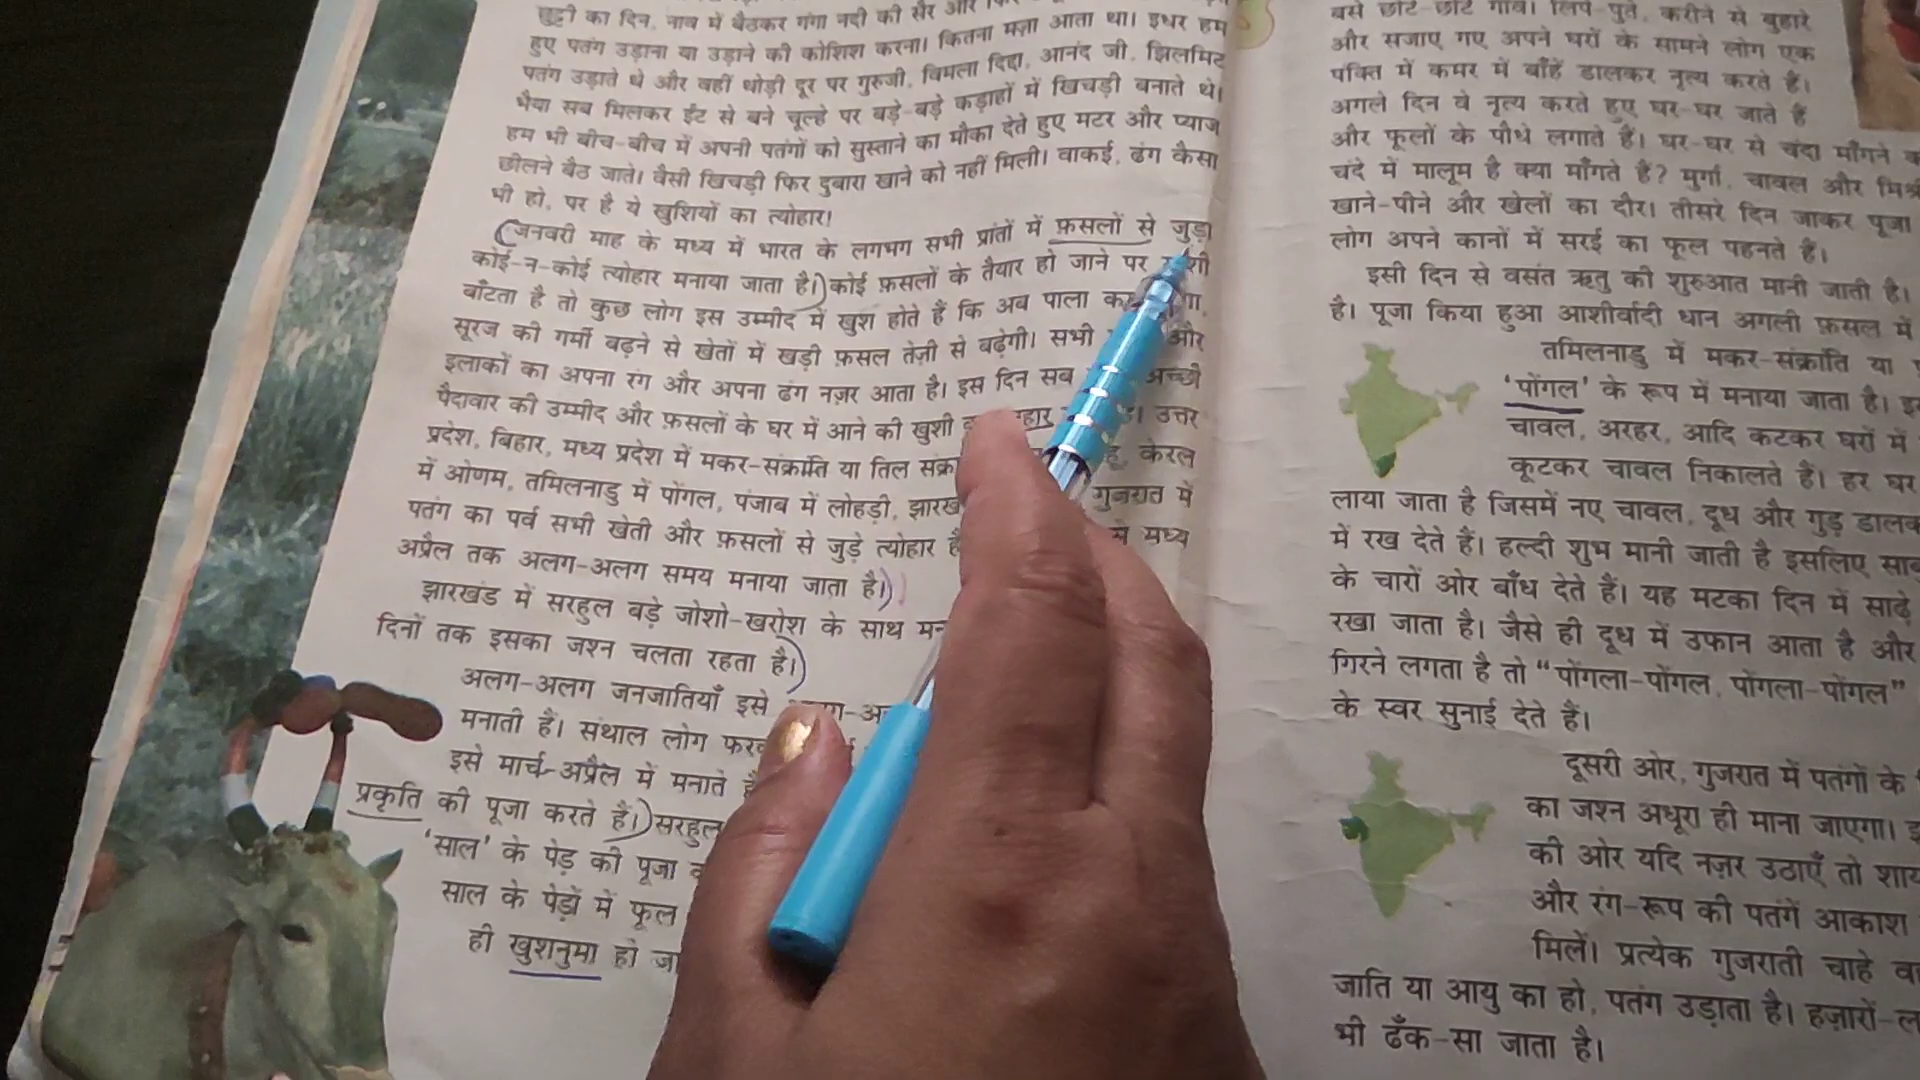 छुट्टी का दिन, नाव में बैठकर गंगा नदी की सैर और
हुए पतंग उड़ाना या उड़ाने की कोशिश करना। कितना मज़ा आता था। इधर हम
पतंग उड़ाते थे और वहीं थोड़ी दूर पर गुरुजी, विमला दिद्दा, आनंद जी, झिलमिट
भैया सब मिलकर ईंट से बने चूल्हे पर बड़े-बड़े कड़ाहों में खिचड़ी बनाते थे।
हम भी बीच-बीच में अपनी पतंगों को सुस्ताने का मौका देते हुए मटर और प्याज
छीलने बैठ जाते। वैसी खिचड़ी फिर दुबारा खाने को नहीं मिली। वाकई, ढंग कैसा
भी हो, पर है ये खुशियों का त्योहार!
जनवरी माह के मध्य में भारत के लगभग सभी प्रांतों में फ़सलों से जुड़ा
कोई-न-कोई त्योहार मनाया जाता है। कोई फ़सलों के तैयार हो जाने पर
बाँटता है तो कुछ लोग इस उम्मीद में खुश होते हैं कि अब पाला
सूरज की गर्मी बढ़ने से खेतों में खड़ी फ़सल तेज़ी से बढ़ेगी। सभी और
इलाकों का अपना रंग और अपना ढंग नज़र आता है। इस दिन सब अच्छी
पैदावार की उम्मीद और फ़सलों के घर में आने की खुशी उत्तर
प्रदेश, बिहार, मध्य प्रदेश में मकर-संक्रांति या तिल केरल
में ओणम, तमिलनाडु में पोंगल, पंजाब में लोहड़ी, गुजरात में
पतंग का पर्व सभी खेती और फ़सलों से जुड़े त्योहार मध्य
अप्रैल तक अलग-अलग समय मनाया जाता है।
झारखंड में सरहुल बड़े जोशो-खरोश के साथ
दिनों तक इसका जश्न चलता रहता है।
अलग-अलग जनजातियाँ इसे
मनाती हैं। संथाल लोग
इसे मार्च-अप्रैल में मनाते
प्रकृति की पूजा करते हैं। सरहुल
'साल' के पेड़ की पूजा
साल के पेड़ों में फूल
ही खुशनुमा हो
बसे छोटे-छोटे गाँव। लिपे-पुते, करीने से बुहारे
और सजाए गए अपने घरों के सामने लोग एक
पंक्ति में कमर में बाँहें डालकर नृत्य करते हैं।
अगले दिन वे नृत्य करते हुए घर-घर जाते हैं
और फूलों के पौधे लगाते हैं। घर-घर से चंदा माँगने
चंदे में मालूम है क्या माँगते हैं? मुर्गा, चावल और
खाने-पीने और खेलों का दौर। तीसरे दिन जाकर पूजा
लोग अपने कानों में सरई का फूल पहनते हैं।
इसी दिन से वसंत ऋतु की शुरुआत मानी जाती है।
है। पूजा किया हुआ आशीर्वादी धान अगली फ़सल में
तमिलनाडु में मकर-संक्रांति या
'पोंगल' के रूप में मनाया जाता है।
चावल, अरहर, आदि कटकर घरों में
कूटकर चावल निकालते हैं। हर घर
लाया जाता है जिसमें नए चावल, दूध और गुड़
में रख देते हैं। हल्दी शुभ मानी जाती है इसलिए
के चारों ओर बाँध देते हैं। यह मटका दिन में साढ़े
रखा जाता है। जैसे ही दूध में उफान आता है और
गिरने लगता है तो "पोंगला-पोंगल, पोंगला-पोंगल"
के स्वर सुनाई देते हैं।
दूसरी ओर, गुजरात में पतंगों के
का जश्न अधूरा ही माना जाएगा।
की ओर यदि नज़र उठाएँ तो
और रंग-रूप की पतंगें आकाश
मिलें। प्रत्येक गुजराती चाहे
जाति या आयु का हो, पतंग उड़ाता है।
भी ढँक-सा जाता है।